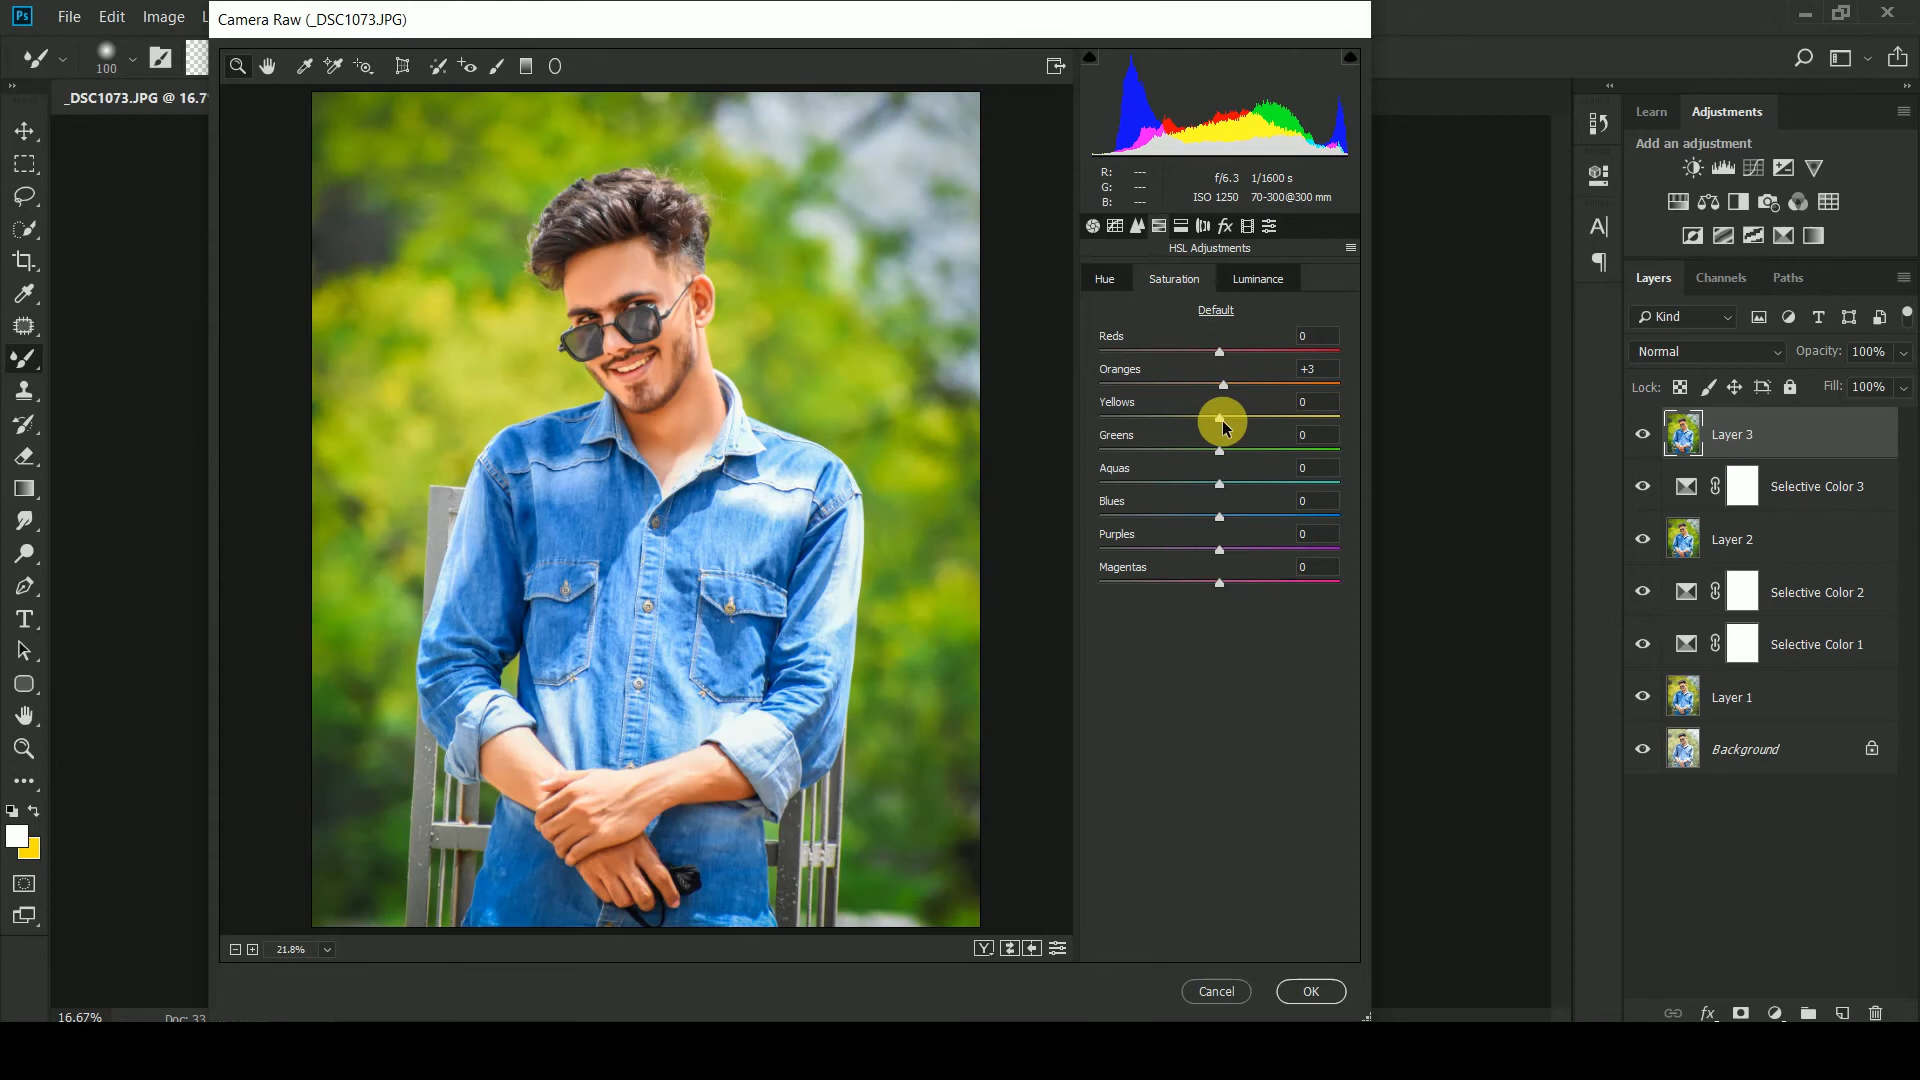 Ps File Edit Image L
Camera Raw (_DSC1073.JPG)
100
_DSC1073.JPG @ 16.7
R: ---
G: ---
B: ---
f/6.3 1/1600 s
ISO 1250 70-300@300 mm
fx
HSL Adjustments
Hue Saturation Luminance
Default
Reds 0
Oranges +3
Yellows 0
Greens 0
Aquas 0
Blues 0
Purples 0
Magentas 0
21.8%
Y
Cancel OK
16.67%
Doc: 33
Learn Adjustments
Add an adjustment
Layers Channels Paths
Kind
Normal Opacity: 100%
Lock: Fill: 100%
Layer 3
Selective Color 3
Layer 2
Selective Color 2
Selective Color 1
Layer 1
Background
fx